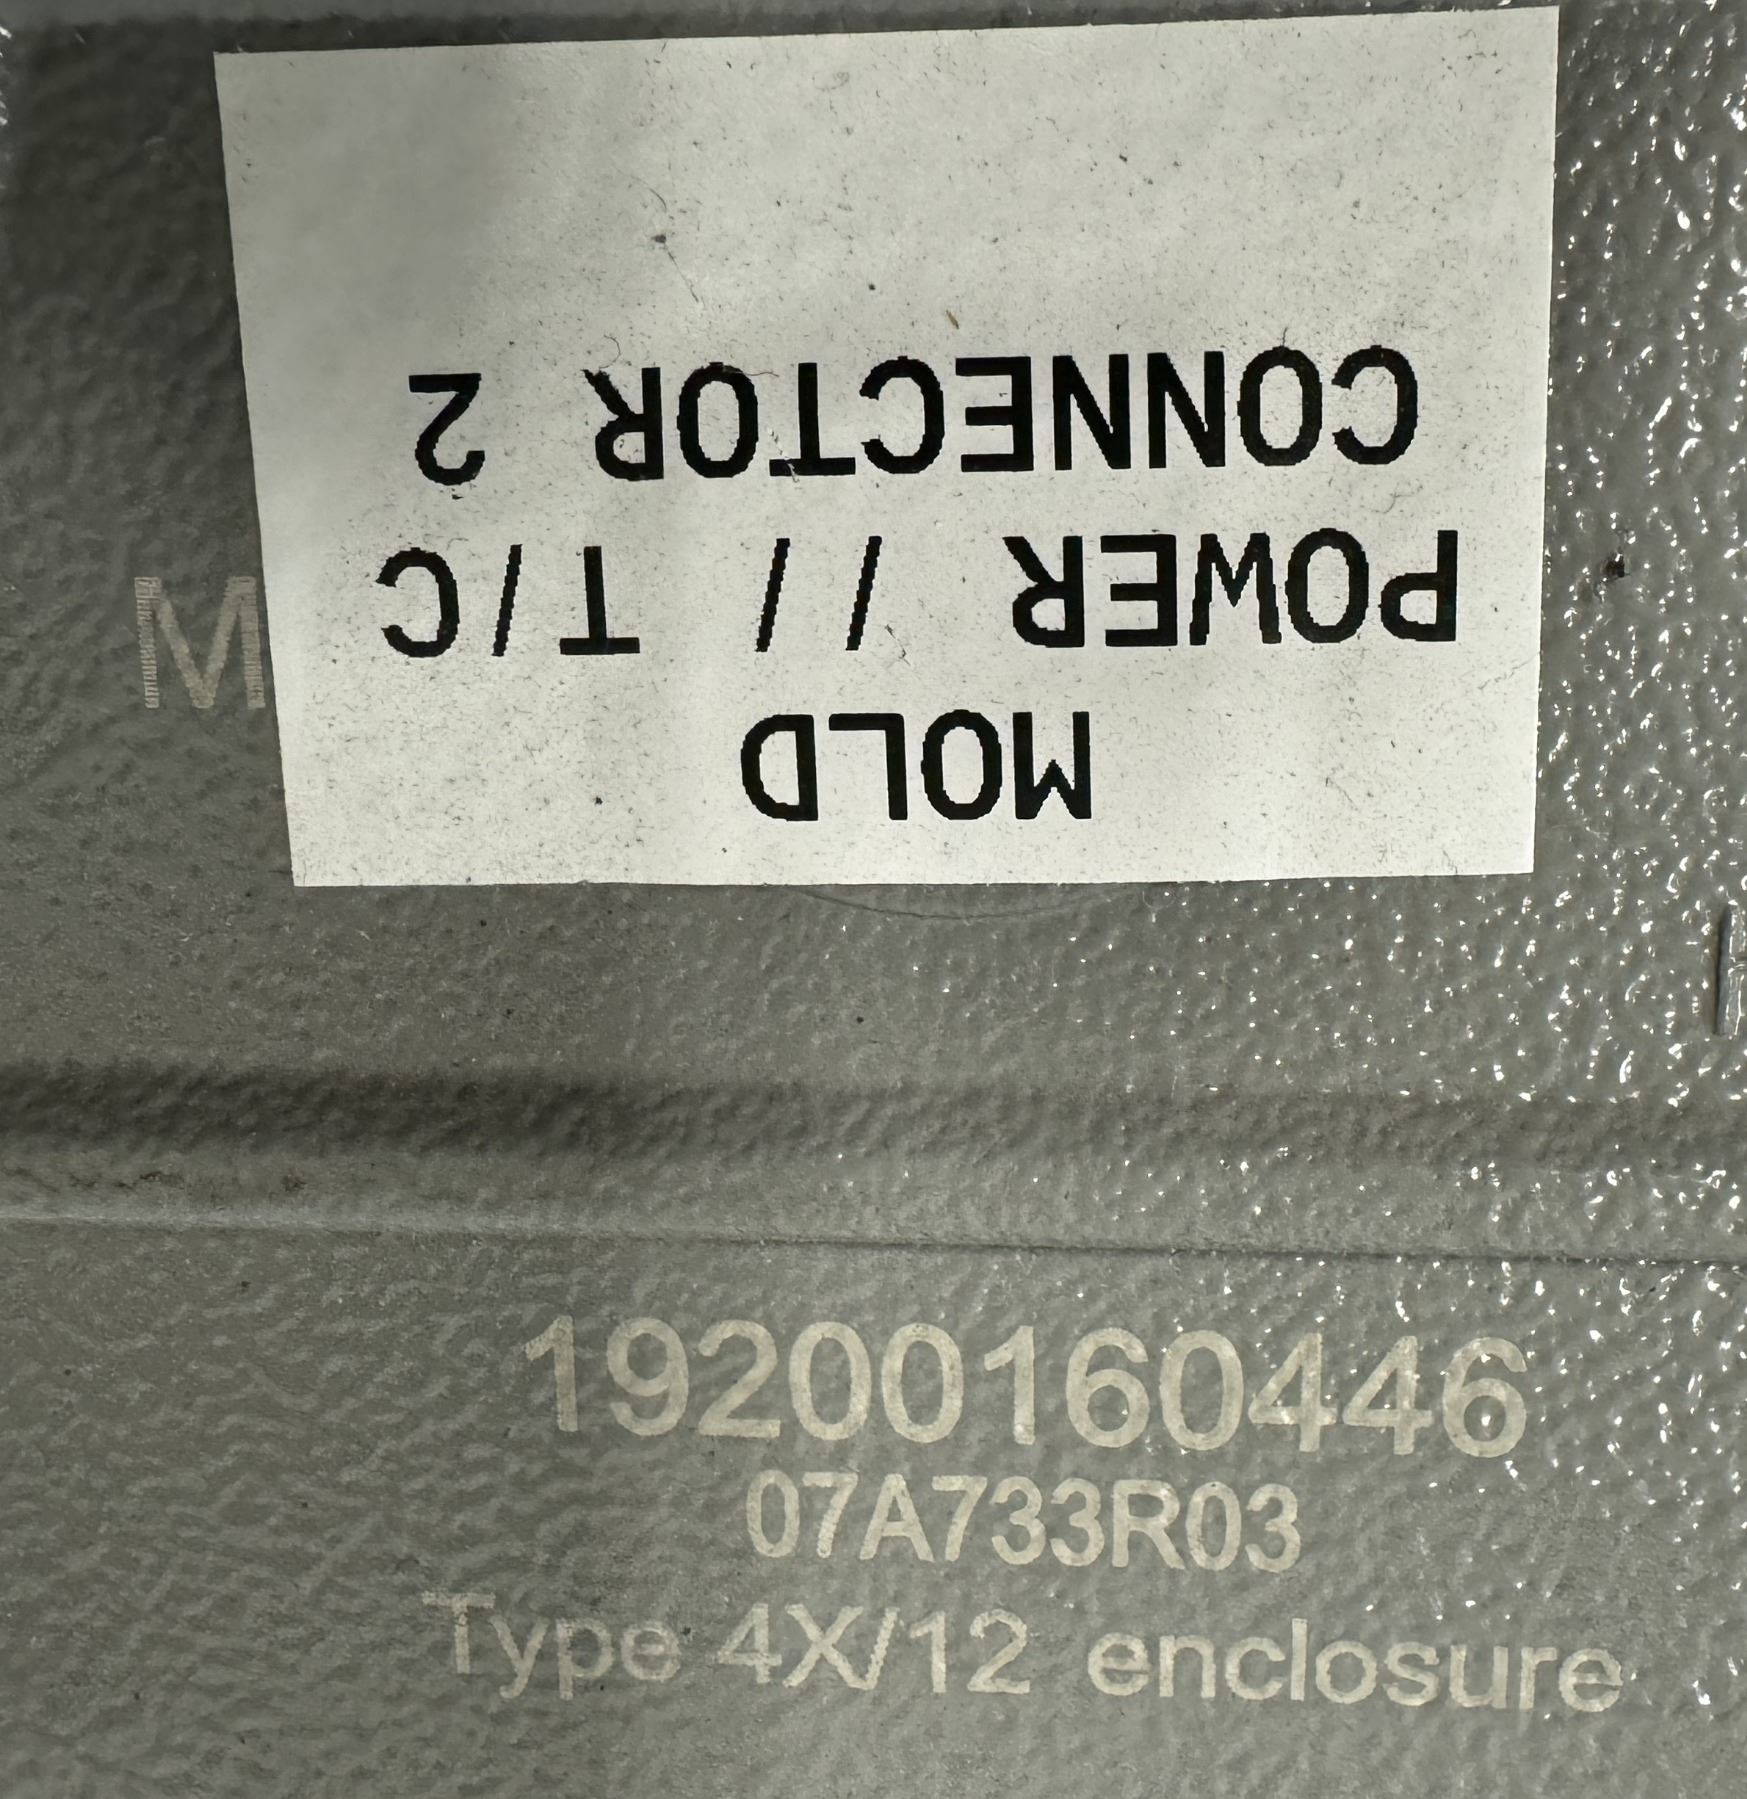 MOLD
POWER // T/C
CONNECTOR 2
M
19200160446
07A733R03
Type 4X/12 enclosure